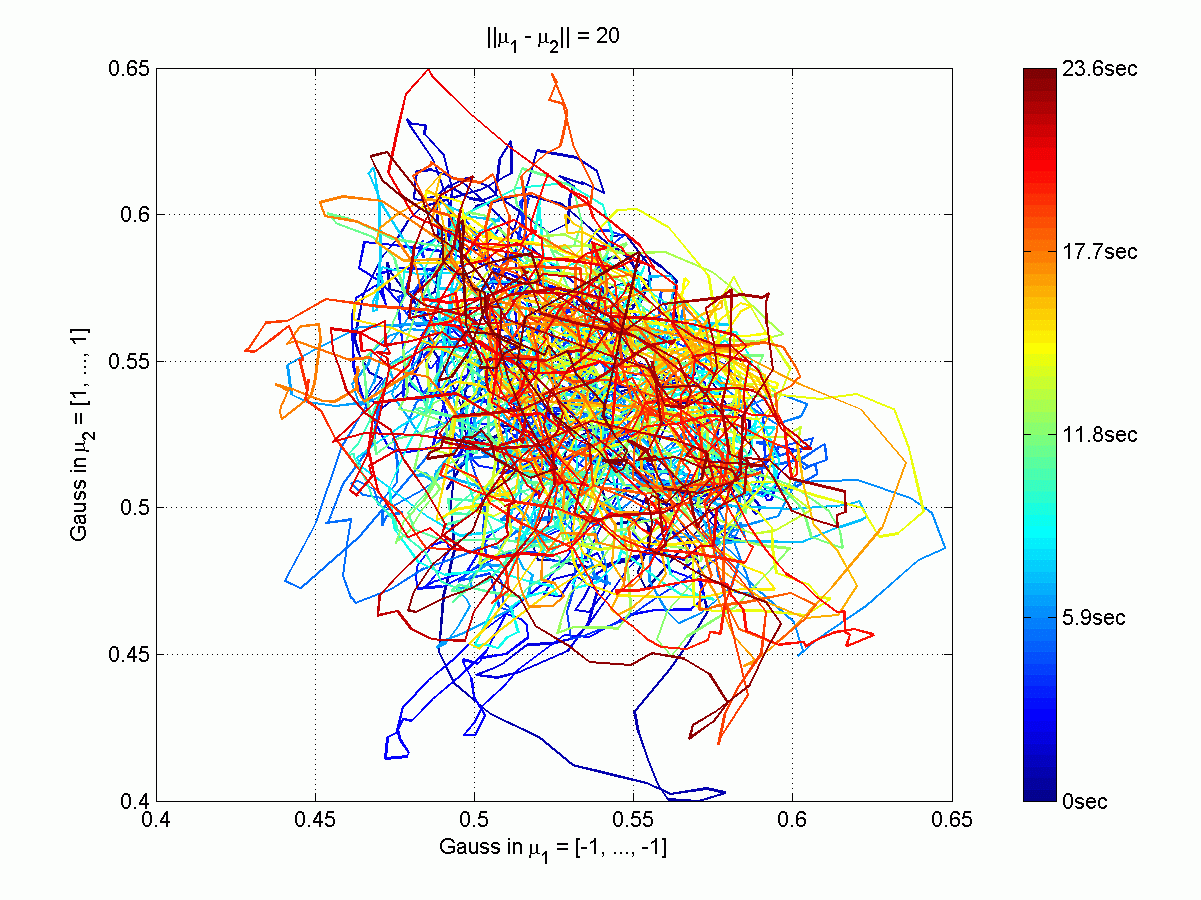 ||μ1 - μ2|| = 20
0.65
0.6
0.55
0.5
0.45
0.4
Gauss in μ2 = [1, ..., 1]
0.4 0.45 0.5 0.55 0.6 0.65
Gauss in μ1 = [-1, ..., -1]
23.6sec
17.7sec
11.8sec
5.9sec
0sec